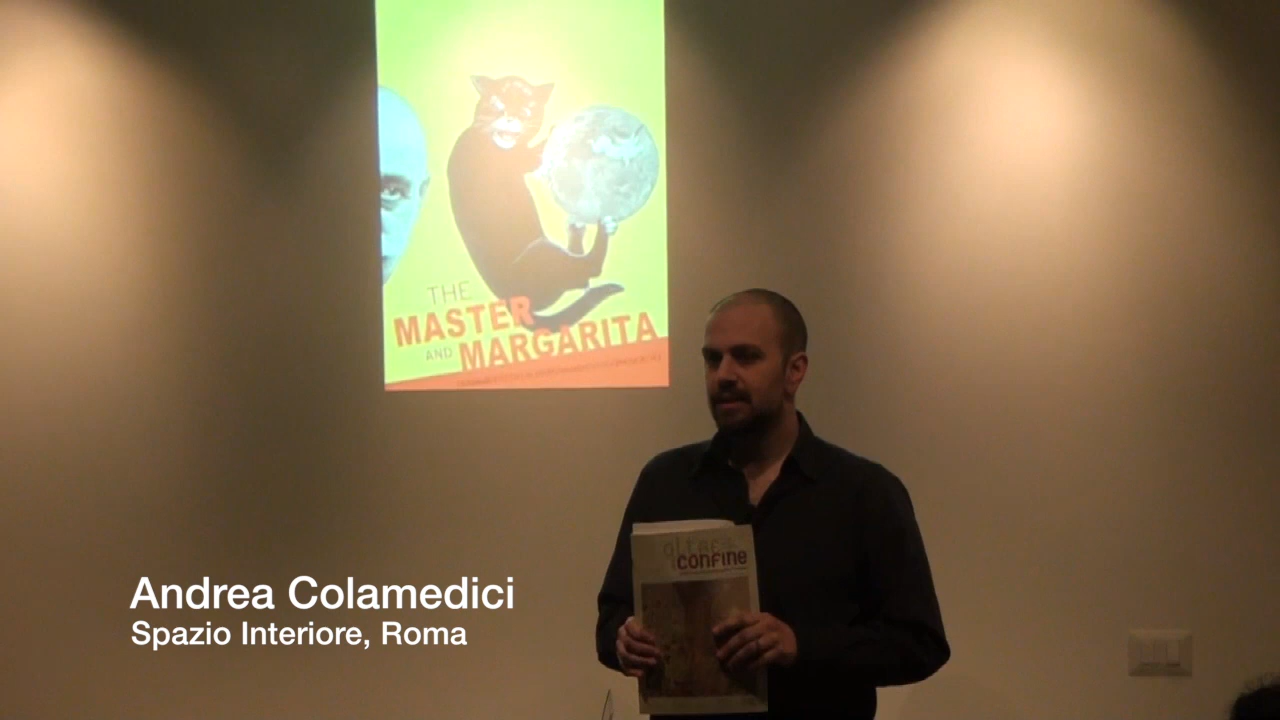 THE
MASTER
AND MARGARITA
oltre
confine
Andrea Colamedici
Spazio Interiore, Roma